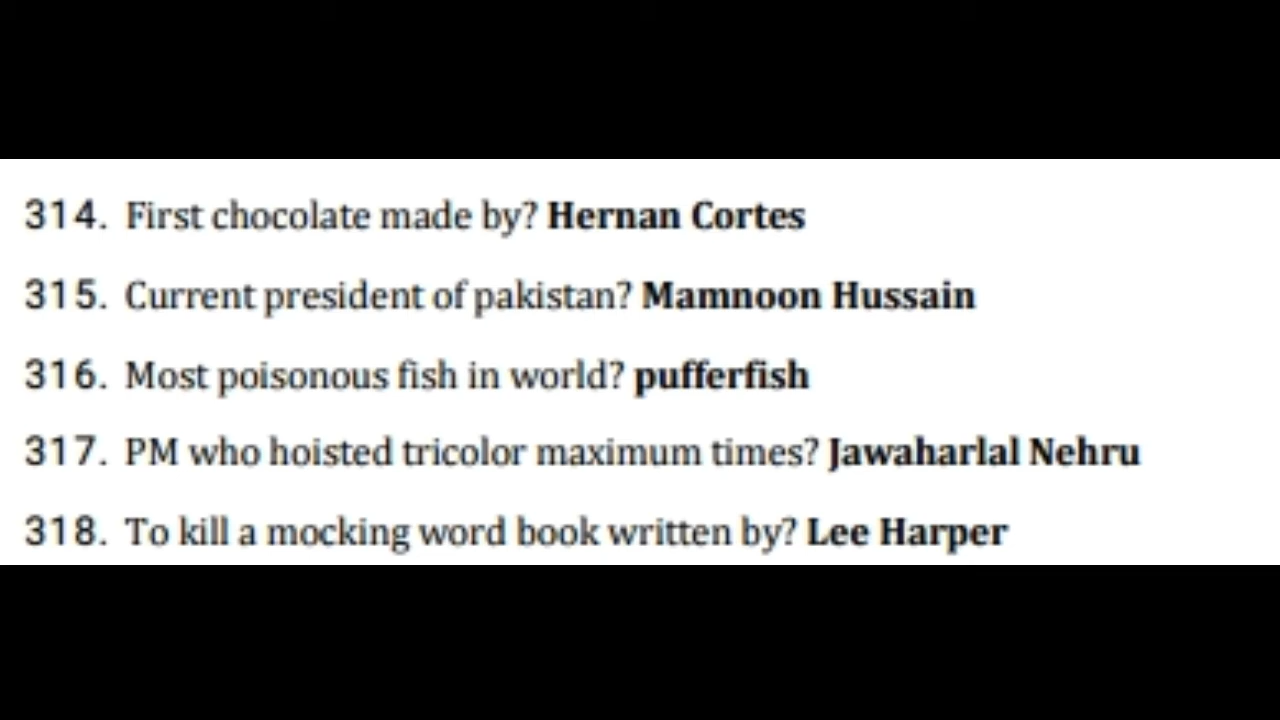 314. First chocolate made by? Hernan Cortes
315. Current president of pakistan? Mamnoon Hussain
316. Most poisonous fish in world? pufferfish
317. PM who hoisted tricolor maximum times? Jawaharlal Nehru
318. To kill a mocking word book written by? Lee Harper